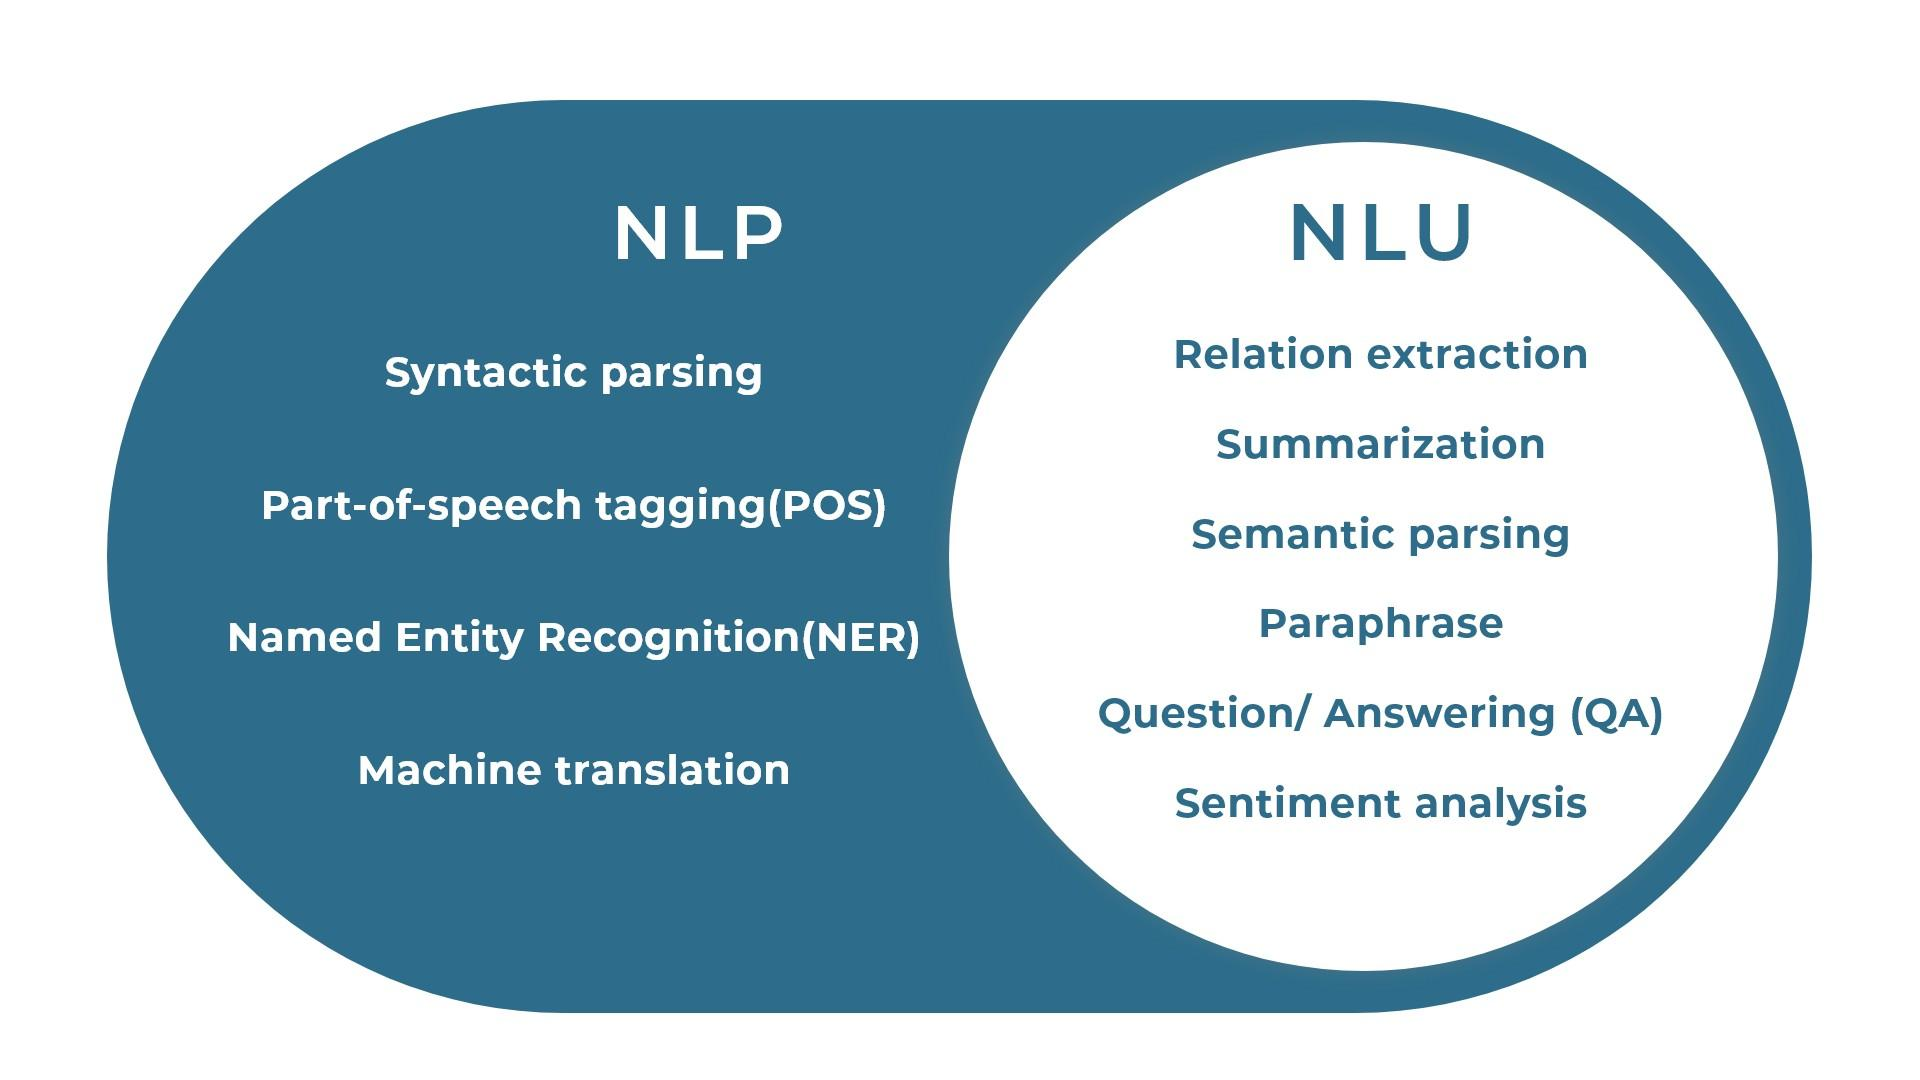 NLP
Syntactic parsing
Part-of-speech tagging(POS)
Named Entity Recognition(NER)
Machine translation
NLU
Relation extraction
Summarization
Semantic parsing
Paraphrase
Question/ Answering (QA)
Sentiment analysis